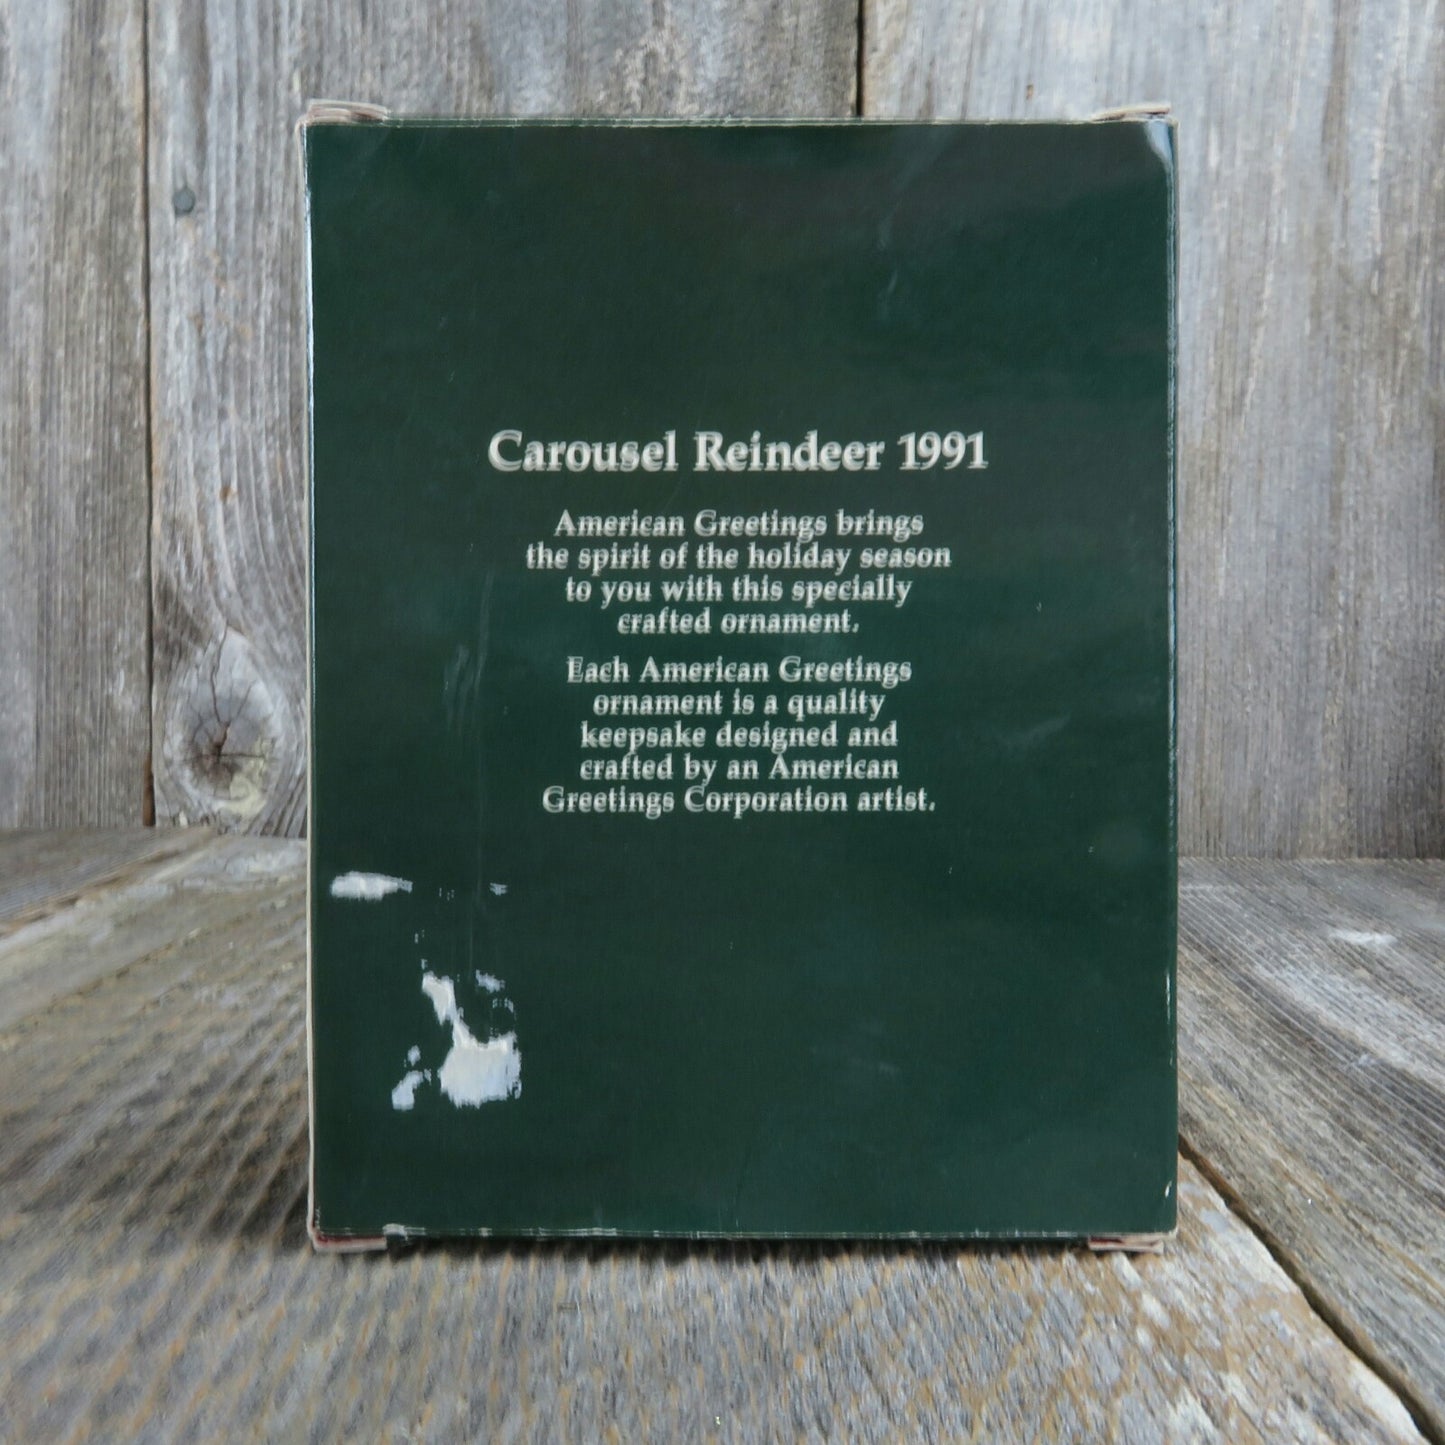 Carousel Reindeer 1991
American Greetings brings
the spirit of the holiday season
to you with this specially
crafted ornament.
Each American Greetings
ornament is a quality
keepsake designed and
crafted by an American
Greetings Corporation artist.